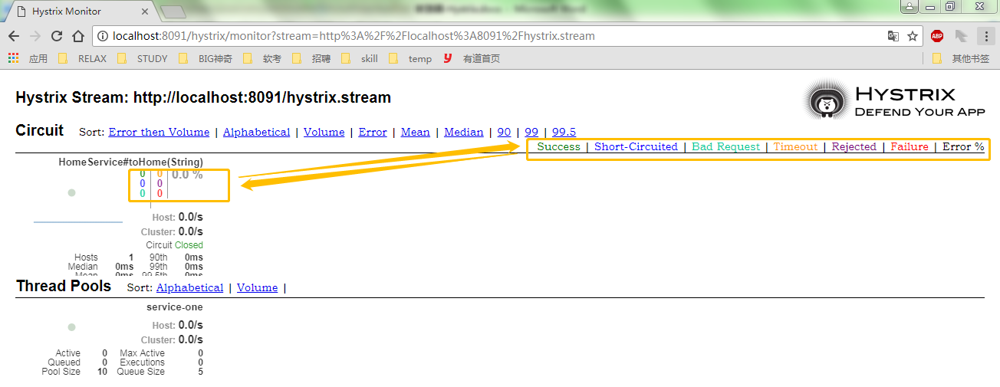 Hystrix Monitor
localhost:8091/hystrix/monitor?stream=http%3A%2F%2Flocalhost%3A8091%2Fhystrix.stream
ABP
应用 RELAX STUDY BIG神奇 软考 招聘 skill temp 有道首页 其他书签
Hystrix Stream: http://localhost:8091/hystrix.stream
HYSTRIX
DEFEND YOUR APP
Circuit Sort: Error then Volume | Alphabetical | Volume | Error | Mean | Median | 90 | 99 | 99.5
Success | Short-Circuited | Bad Request | Timeout | Rejected | Failure | Error %
HomeService#toHome(String)
0 0 0.0 %
0 0
0 0
Host: 0.0/s
Cluster: 0.0/s
Circuit Closed
Hosts 1 90th 0ms
Median 0ms 99th 0ms
Mean 0ms 99.5th 0ms
Thread Pools Sort: Alphabetical | Volume |
service-one
Host: 0.0/s
Cluster: 0.0/s
Active 0 Max Active 0
Queued 0 Executions 0
Pool Size 10 Queue Size 5